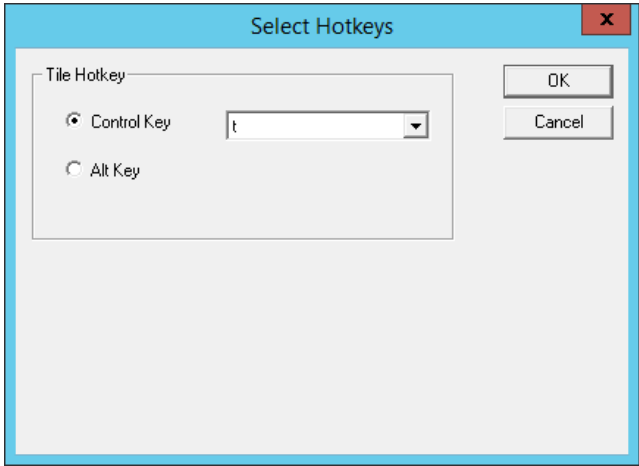 Select Hotkeys
x
Tile Hotkey
OK
Control Key
t
Cancel
Alt Key